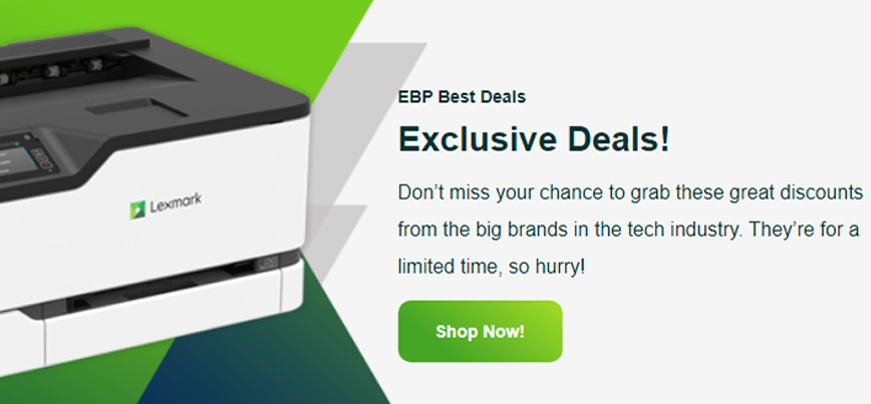 EBP Best Deals
Exclusive Deals!
Don’t miss your chance to grab these great discounts
from the big brands in the tech industry. They’re for a
limited time, so hurry!
Shop Now!
Lexmark